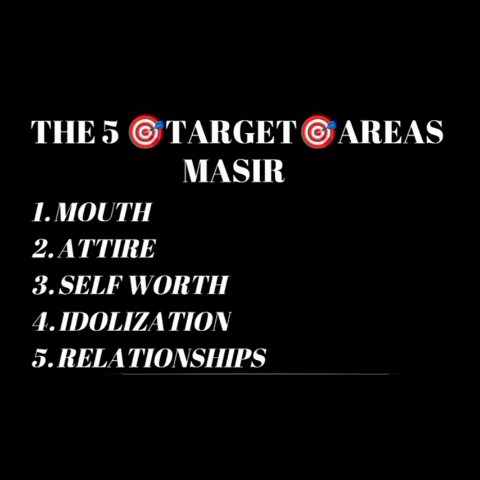 THE 5 🎯TARGET🎯AREAS
MASIR
1. MOUTH
2. ATTIRE
3. SELF WORTH
4. IDOLIZATION
5. RELATIONSHIPS